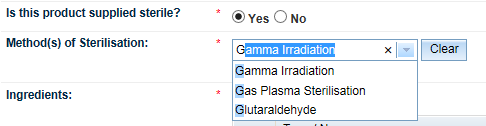 Is this product supplied sterile? * Yes No
Method(s) of Sterilisation: * Gamma Irradiation × Clear
Gamma Irradiation
Gas Plasma Sterilisation
Ingredients: *
Glutaraldehyde